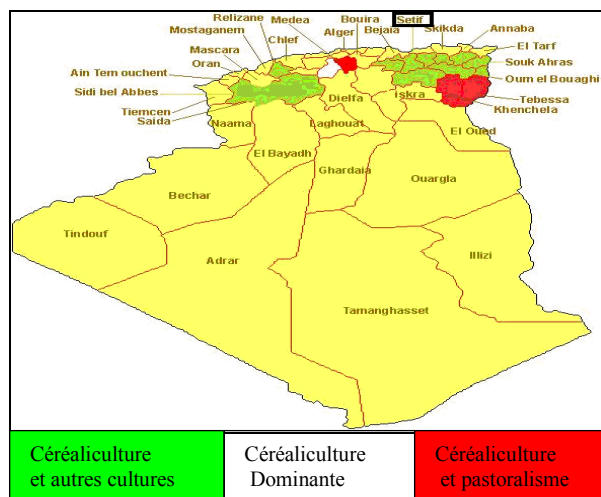 Relizane Medea Bouira Setif
Mostaganem Alger Bejaia Skikda Annaba
Chlef
Mascara El Tarf
Oran Souk Ahras
Ain Tem ouchent Oum el Bouaghi
Sidi bel Abbes Tebessa
Tiemcen Dielfa iskra Khenchela
Saida Naama Laghouat El Oued
El Bayadh Ghardaia Ouargla
Bechar
Tindouf Adrar Illizi
Tamanghasset
Céréaliculture
et autres cultures
Céréaliculture
Dominante
Céréaliculture
et pastoralisme